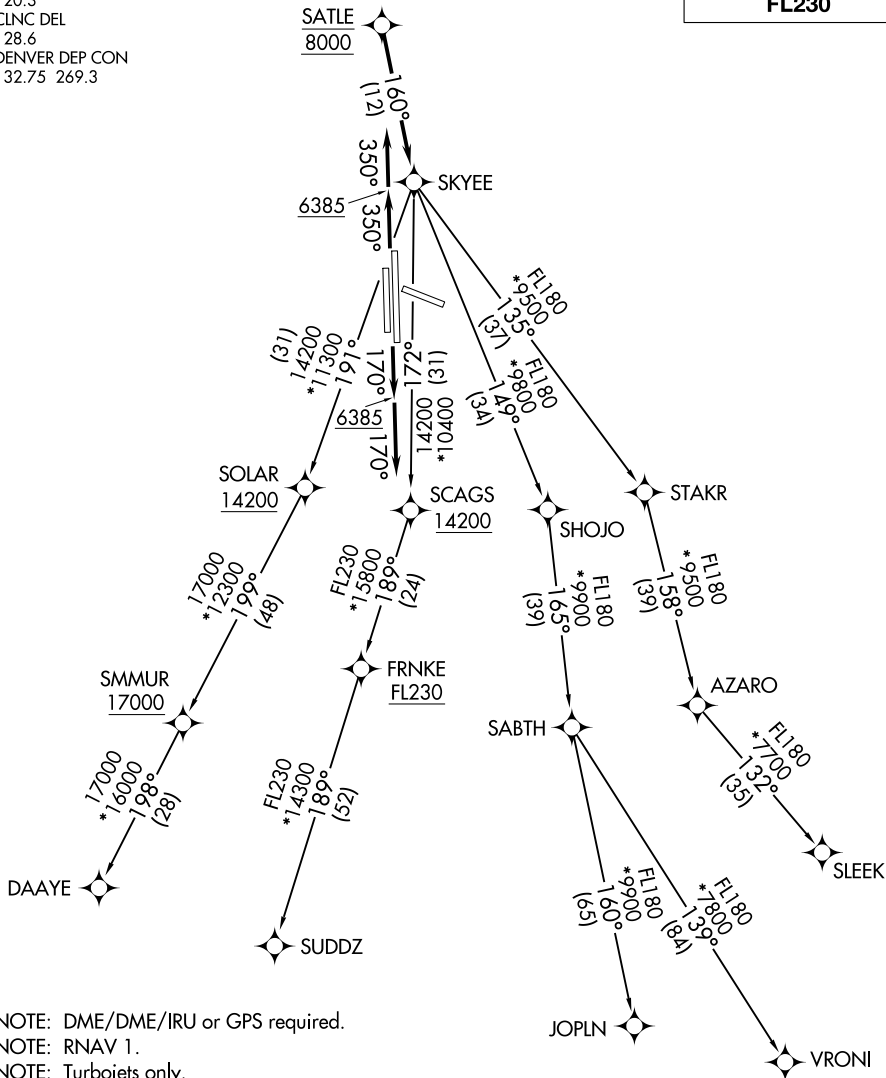 20.3
CLNC DEL
28.6
DENVER DEP CON
32.75 269.3
FL230
SATLE
8000
160°
(12)
350°
SKYEE
6385
350°
FL180
*9500
135°
(37)
(31)
14200
*11300
191°
170°
172°
(31)
FL180
*9800
149°
(34)
6385
170°
14200
*10400
SOLAR
14200
SCAGS
14200
SHOJO
STAKR
17000
*12300
199°
(48)
FL230
*15800
189°
(24)
FL180
*9900
165°
(39)
FL180
*9500
158°
(39)
SMMUR
17000
FRNKE
FL230
SABTH
AZARO
17000
*16000
198°
(28)
FL230
*14300
189°
(52)
FL180
*7700
132°
(35)
DAAYE
SUDDZ
FL180
*9900
160°
(65)
FL180
*7800
139°
(84)
SLEEK
JOPLN
VRONI
NOTE: DME/DME/IRU or GPS required.
NOTE: RNAV 1.
NOTE: Turbojets only.